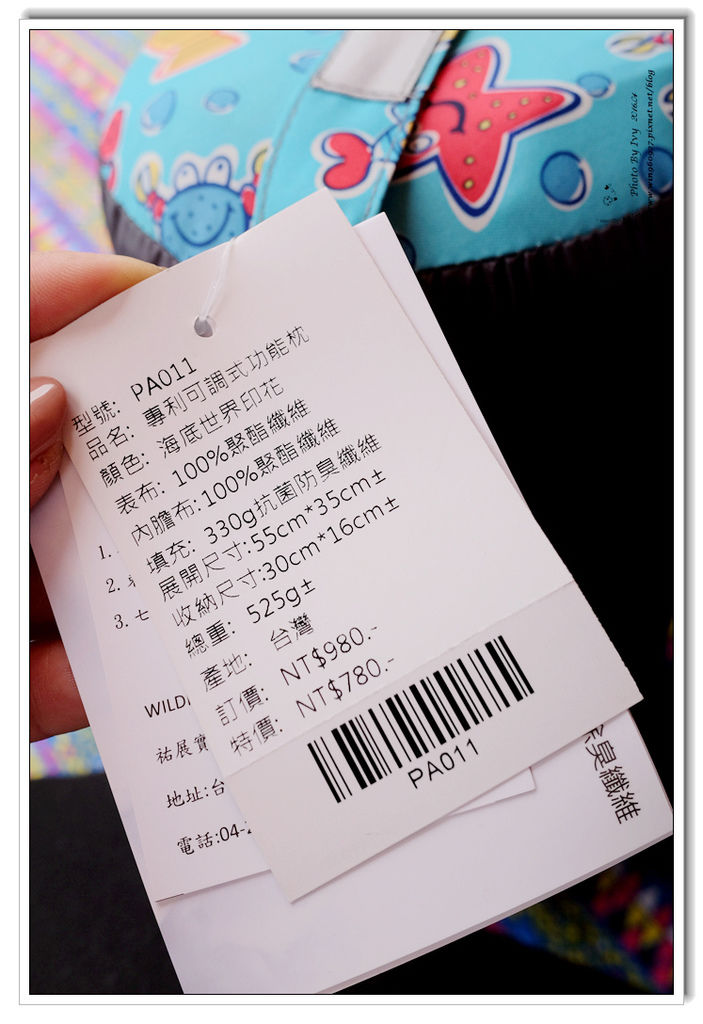 Photo By Ivy 2016.04
型號: PA011
品名: 專利可調式功能枕
顏色: 海底世界印花
表布: 100%聚酯纖維
內膽布:100%聚酯纖維
填充: 330g抗菌防臭纖維
展開尺寸:55cm*35cm±
收納尺寸:30cm*16cm±
總重: 525g±
產地: 台灣
訂價: NT$980.-
特價: NT$780.-
PA011
1.
2.
3. 七
WILD
祐展實
地址:台
電話:04-
臭纖維